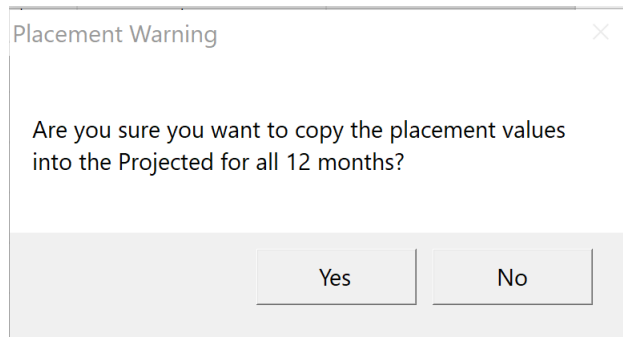 Placement Warning
Are you sure you want to copy the placement values
into the Projected for all 12 months?
Yes
No